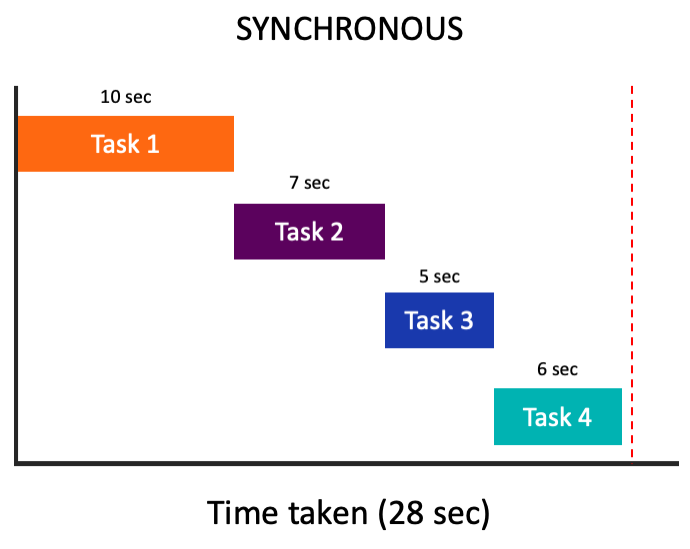 SYNCHRONOUS
10 sec
Task 1
7 sec
Task 2
5 sec
Task 3
6 sec
Task 4
Time taken (28 sec)